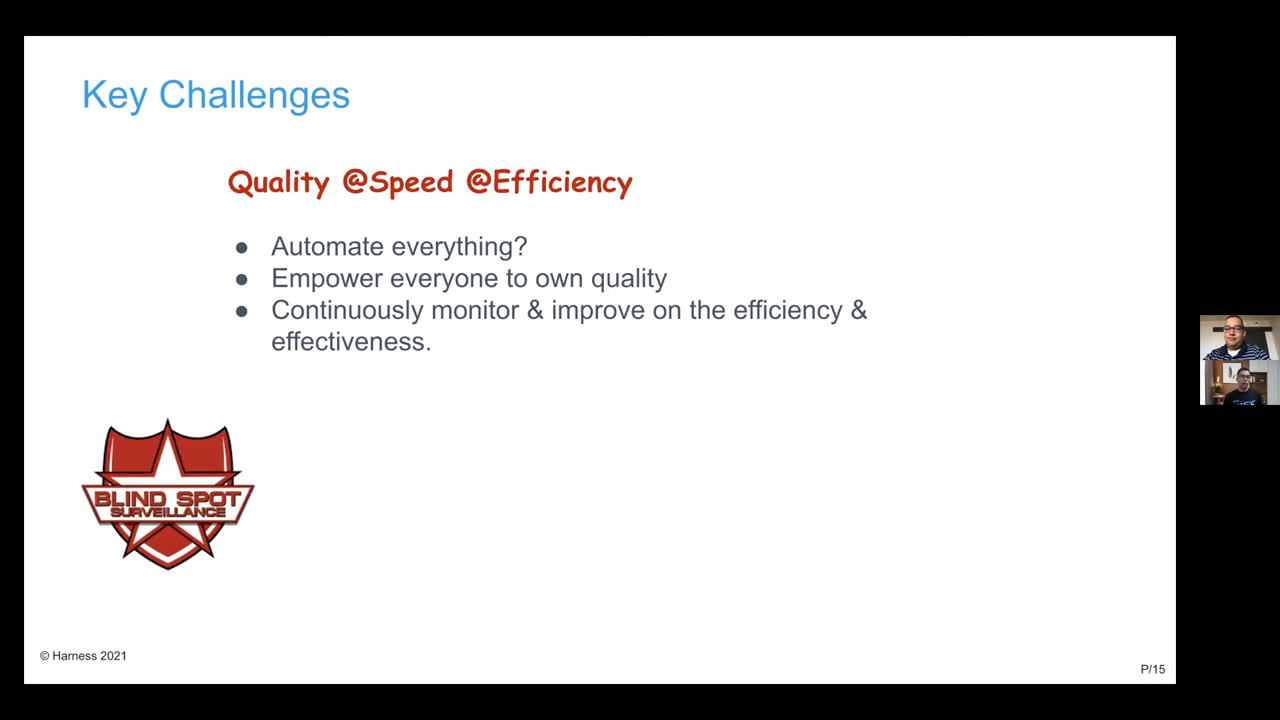 Key Challenges
Quality @Speed @Efficiency
● Automate everything?
● Empower everyone to own quality
● Continuously monitor & improve on the efficiency &
effectiveness.
BLIND SPOT
SURVEILLANCE
© Harness 2021
P/15